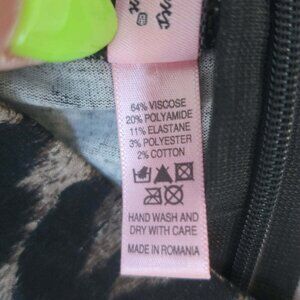 64% VISCOSE
20% POLYAMIDE
11% ELASTANE
3% POLYESTER
2% COTTON
HAND WASH AND
DRY WITH CARE
MADE IN ROMANIA